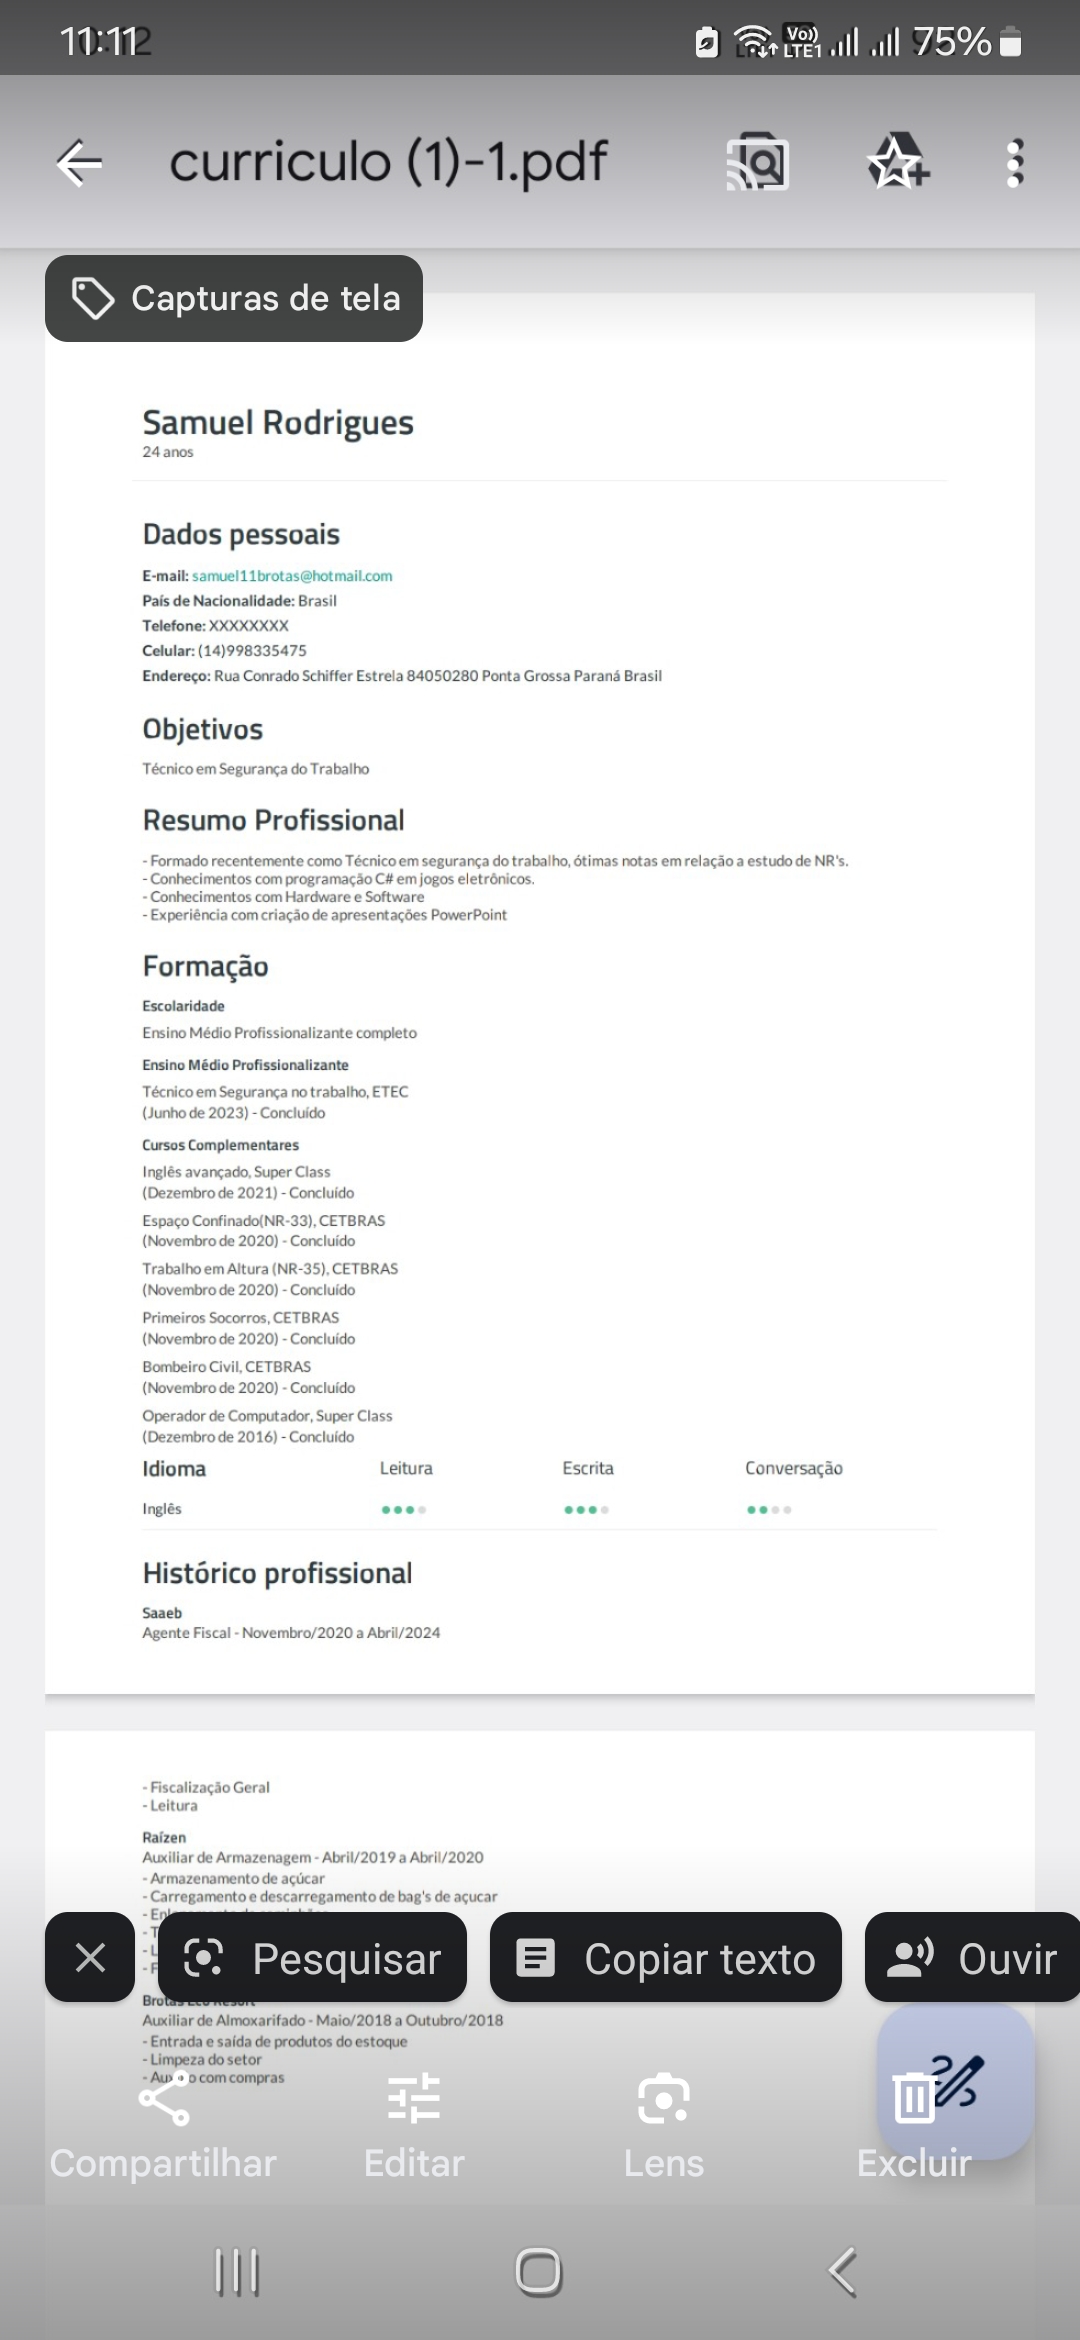 11:11
Vo))
LTE1
75%
curriculo (1)-1.pdf
Capturas de tela
Samuel Rodrigues
24 anos
Dados pessoais
E-mail: samuel11brotas@hotmail.com
País de Nacionalidade: Brasil
Telefone: XXXXXXXX
Celular: (14)998335475
Endereço: Rua Conrado Schiffer Estrela 84050280 Ponta Grossa Paraná Brasil
Objetivos
Técnico em Segurança do Trabalho
Resumo Profissional
- Formado recentemente como Técnico em segurança do trabalho, ótimas notas em relação a estudo de NR's.
- Conhecimentos com programação C# em jogos eletrônicos.
- Conhecimentos com Hardware e Software
- Experiência com criação de apresentações PowerPoint
Formação
Escolaridade
Ensino Médio Profissionalizante completo
Ensino Médio Profissionalizante
Técnico em Segurança no trabalho, ETEC
(Junho de 2023) - Concluído
Cursos Complementares
Inglês avançado, Super Class
(Dezembro de 2021) - Concluído
Espaço Confinado(NR-33), CETBRAS
(Novembro de 2020) - Concluído
Trabalho em Altura (NR-35), CETBRAS
(Novembro de 2020) - Concluído
Primeiros Socorros, CETBRAS
(Novembro de 2020) - Concluído
Bombeiro Civil, CETBRAS
(Novembro de 2020) - Concluído
Operador de Computador, Super Class
(Dezembro de 2016) - Concluído
Idioma Leitura Escrita Conversação
Inglês
Histórico profissional
Saaeb
Agente Fiscal - Novembro/2020 a Abril/2024
- Fiscalização Geral
- Leitura
Raízen
Auxiliar de Armazenagem - Abril/2019 a Abril/2020
- Armazenamento de açúcar
- Carregamento e descarregamento de bag's de açucar
Pesquisar
Copiar texto
Ouvir
Brotas Eco Resort
Auxiliar de Almoxarifado - Maio/2018 a Outubro/2018
- Entrada e saída de produtos do estoque
- Limpeza do setor
- Auxílio com compras
Compartilhar
Editar
Lens
Excluir